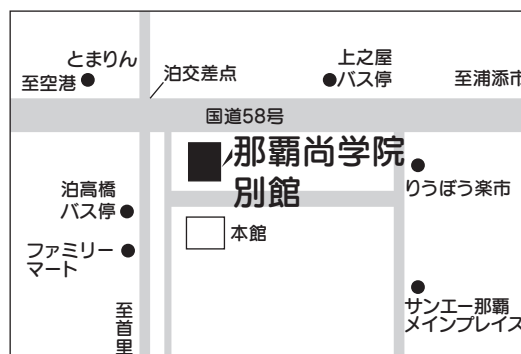 とまりん
至空港
泊交差点
上之屋
バス停
至浦添市
国道58号
那覇尚学院
別館
りうぼう楽市
泊高橋
バス停
本館
ファミリー
マート
至首里
サンエー那覇
メインプレイス